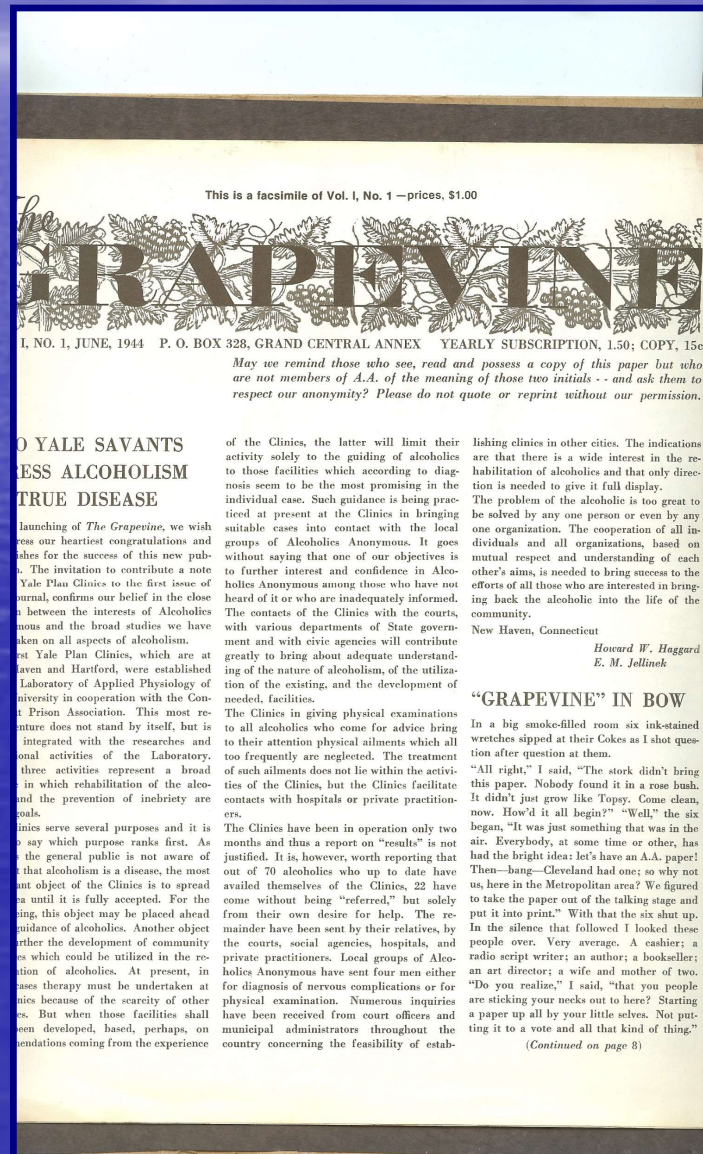 This is a facsimile of Vol. I, No. 1 —prices, $1.00
The
GRAPEVINE
I, NO. 1, JUNE, 1944 P. O. BOX 328, GRAND CENTRAL ANNEX YEARLY SUBSCRIPTION, 1.50; COPY, 15c
May we remind those who see, read and possess a copy of this paper but who
are not members of A.A. of the meaning of those two initials - - and ask them to
respect our anonymity? Please do not quote or reprint without our permission.
O YALE SAVANTS
ESS ALCOHOLISM
TRUE DISEASE
launching of The Grapevine, we wish
ress our heartiest congratulations and
ishes for the success of this new pub-
The invitation to contribute a note
Yale Plan Clinics to the first issue of
ournal, confirms our belief in the close
between the interests of Alcoholics
mous and the broad studies we have
aken on all aspects of alcoholism.
rst Yale Plan Clinics, which are at
Haven and Hartford, were established
Laboratory of Applied Physiology of
niversity in cooperation with the Con-
t Prison Association. This most re-
enture does not stand by itself, but is
integrated with the researches and
ional activities of the Laboratory.
three activities represent a broad
in which rehabilitation of the alco-
and the prevention of inebriety are
goals.
linics serve several purposes and it is
o say which purpose ranks first. As
the general public is not aware of
t that alcoholism is a disease, the most
ant object of the Clinics is to spread
ea until it is fully accepted. For the
eing, this object may be placed ahead
guidance of alcoholics. Another object
urther the development of community
es which could be utilized in the re-
ation of alcoholics. At present, in
cases therapy must be undertaken at
nics because of the scarcity of other
es. But when those facilities shall
een developed, based, perhaps, on
mendations coming from the experience
of the Clinics, the latter will limit their
activity solely to the guiding of alcoholics
to those facilities which according to diag-
nosis seem to be the most promising in the
individual case. Such guidance is being prac-
ticed at present at the Clinics in bringing
suitable cases into contact with the local
groups of Alcoholics Anonymous. It goes
without saying that one of our objectives is
to further interest and confidence in Alco-
holics Anonymous among those who have not
heard of it or who are inadequately informed.
The contacts of the Clinics with the courts,
with various departments of State govern-
ment and with civic agencies will contribute
greatly to bring about adequate understand-
ing of the nature of alcoholism, of the utiliza-
tion of the existing, and the development of
needed, facilities.
The Clinics in giving physical examinations
to all alcoholics who come for advice bring
to their attention physical ailments which all
too frequently are neglected. The treatment
of such ailments does not lie within the activi-
ties of the Clinics, but the Clinics facilitate
contacts with hospitals or private practition-
ers.
The Clinics have been in operation only two
months and thus a report on "results" is not
justified. It is, however, worth reporting that
out of 70 alcoholics who up to date have
availed themselves of the Clinics, 22 have
come without being "referred," but solely
from their own desire for help. The re-
mainder have been sent by their relatives, by
the courts, social agencies, hospitals, and
private practitioners. Local groups of Alco-
holics Anonymous have sent four men either
for diagnosis of nervous complications or for
physical examination. Numerous inquiries
have been received from court officers and
municipal administrators throughout the
country concerning the feasibility of estab-
lishing clinics in other cities. The indications
are that there is a wide interest in the re-
habilitation of alcoholics and that only direc-
tion is needed to give it full display.
The problem of the alcoholic is too great to
be solved by any one person or even by any
one organization. The cooperation of all in-
dividuals and all organizations, based on
mutual respect and understanding of each
other's aims, is needed to bring success to the
efforts of all those who are interested in bring-
ing back the alcoholic into the life of the
community.
New Haven, Connecticut
Howard W. Haggard
E. M. Jellinek
"GRAPEVINE" IN BOW
In a big smoke-filled room six ink-stained
wretches sipped at their Cokes as I shot ques-
tion after question at them.
"All right," I said, "The stork didn't bring
this paper. Nobody found it in a rose bush.
It didn't just grow like Topsy. Come clean,
now. How'd it all begin?" "Well," the six
began, "It was just something that was in the
air. Everybody, at some time or other, has
had the bright idea: let's have an A.A. paper!
Then—bang—Cleveland had one; so why not
us, here in the Metropolitan area? We figured
to take the paper out of the talking stage and
put it into print." With that the six shut up.
In the silence that followed I looked these
people over. Very average. A cashier; a
radio script writer; an author; a bookseller;
an art director; a wife and mother of two.
"Do you realize," I said, "that you people
are sticking your necks out to here? Starting
a paper up all by your little selves. Not put-
ting it to a vote and all that kind of thing."
(Continued on page 8)